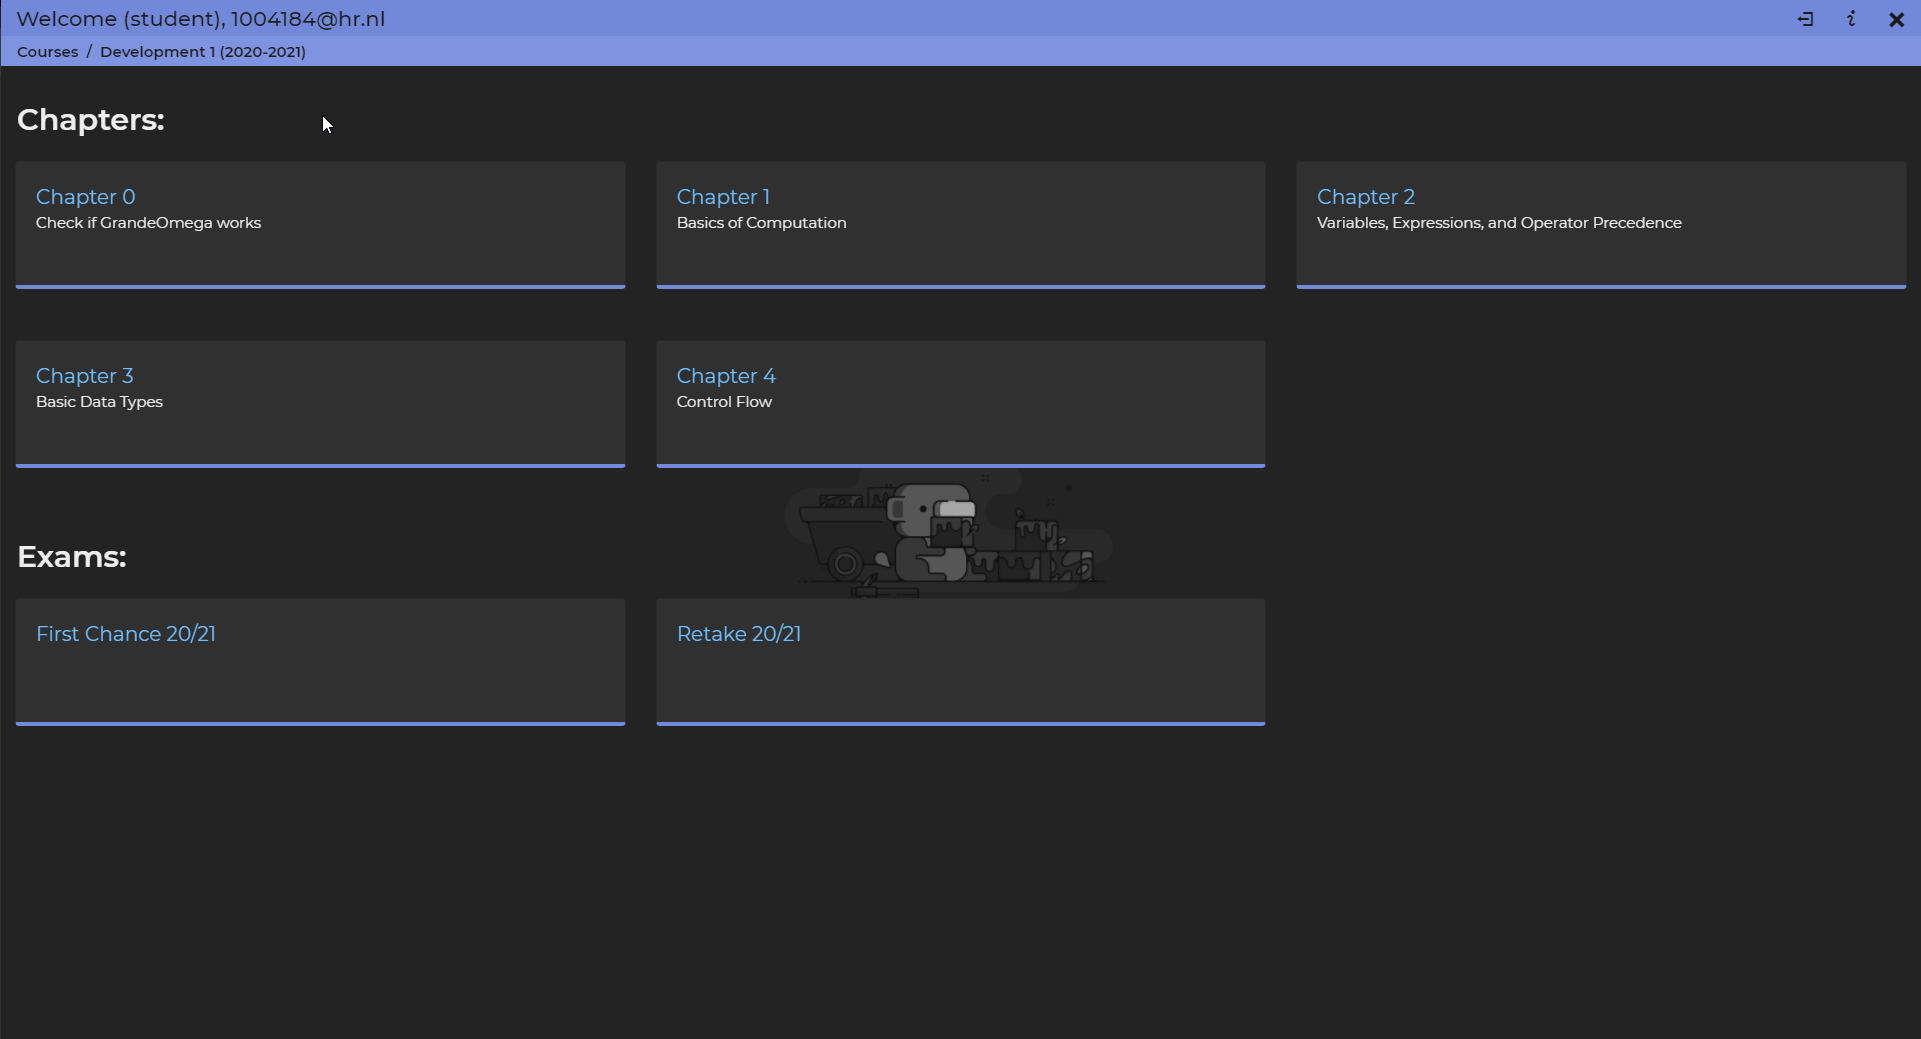 Welcome (student), 1004184@hr.nl
Courses / Development 1 (2020-2021)
Chapters:
Chapter 0
Check if GrandeOmega works
Chapter 1
Basics of Computation
Chapter 2
Variables, Expressions, and Operator Precedence
Chapter 3
Basic Data Types
Chapter 4
Control Flow
Exams:
First Chance 20/21
Retake 20/21